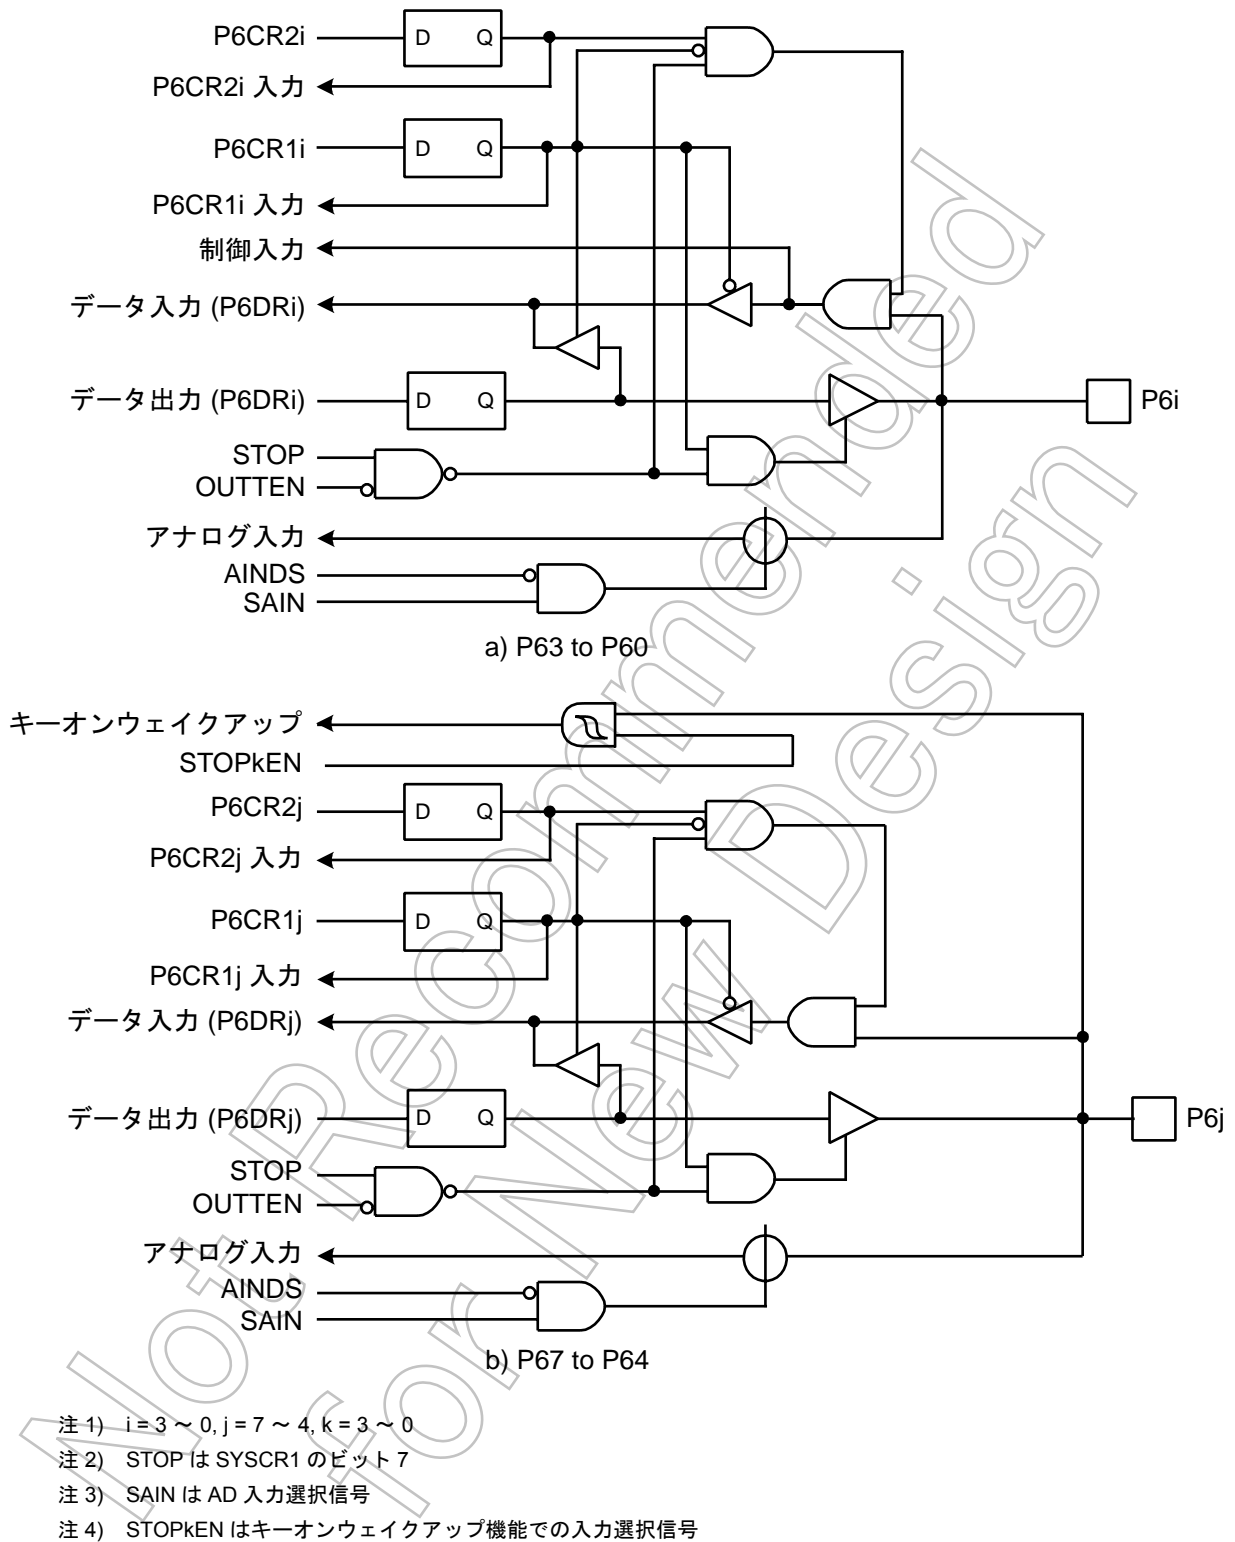 P6CR2i
D Q
P6CR2i 入力
P6CR1i
D Q
P6CR1i 入力
制御入力
データ入力 (P6DRi)
データ出力 (P6DRi)
D Q
P6i
STOP
OUTTEN
アナログ入力
AINDS
SAIN
a) P63 to P60
キーオンウェイクアップ
STOPkEN
P6CR2j
D Q
P6CR2j 入力
P6CR1j
D Q
P6CR1j 入力
データ入力 (P6DRj)
データ出力 (P6DRj)
D Q
P6j
STOP
OUTTEN
アナログ入力
AINDS
SAIN
b) P67 to P64
注 1) i = 3 ～ 0, j = 7 ～ 4, k = 3 ～ 0
注 2) STOP は SYSCR1 のビット 7
注 3) SAIN は AD 入力選択信号
注 4) STOPkEN はキーオンウェイクアップ機能での入力選択信号
Not Recommended
for New Design